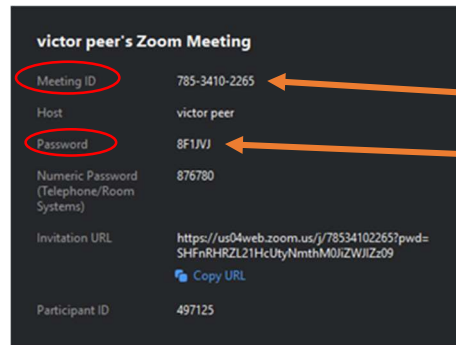 victor peer's Zoom Meeting
Meeting ID 785-3410-2265
Host victor peer
Password 8F1JVJ
Numeric Password 876780
(Telephone/Room
Systems)
Invitation URL https://us04web.zoom.us/j/78534102265?pwd=
SHFnRHRZL21HcUtyNmthM0JiZWJIZz09
Copy URL
Participant ID 497125